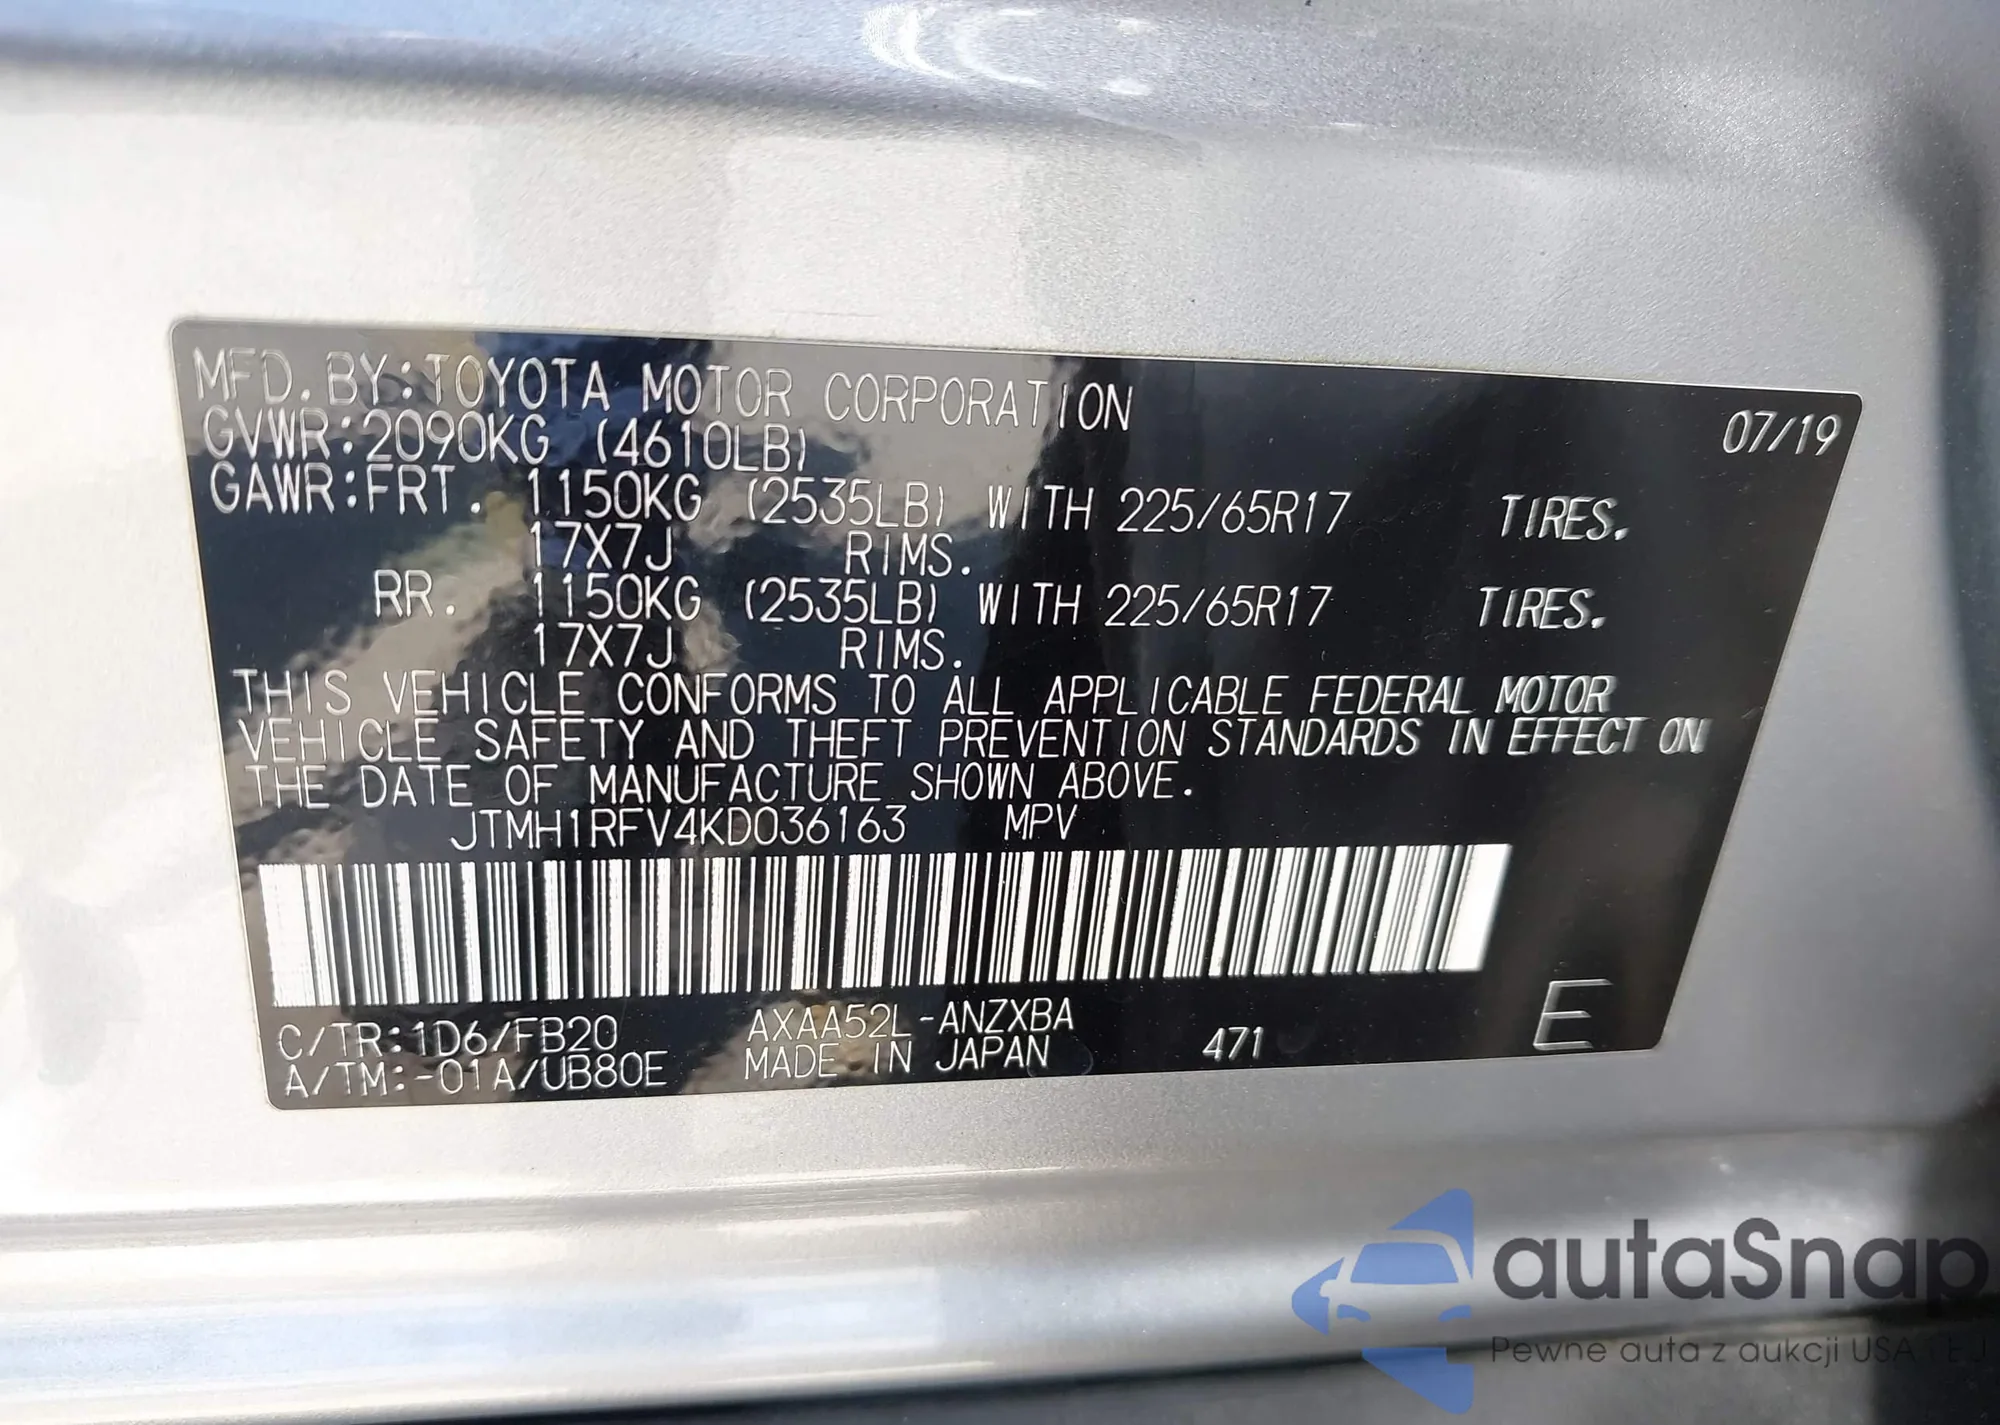 MFD. BY: TOYOTA MOTOR CORPORATION 07/19
GVWR: 2090KG (4610LB)
GAWR: FRT. 1150KG (2535LB) WITH 225/65R17 TIRES.
17X7J RIMS.
RR. 1150KG (2535LB) WITH 225/65R17 TIRES.
17X7J RIMS.
THIS VEHICLE CONFORMS TO ALL APPLICABLE FEDERAL MOTOR
VEHICLE SAFETY AND THEFT PREVENTION STANDARDS IN EFFECT ON
THE DATE OF MANUFACTURE SHOWN ABOVE.
JTMH1RFV4KD036163 MPV
C/TR: 1D6/FB20 AXAA52L-ANZXBA
A/TM: -01A/UB80E MADE IN JAPAN 471 E
autaSnap
Pewne auta z aukcji USA i EU